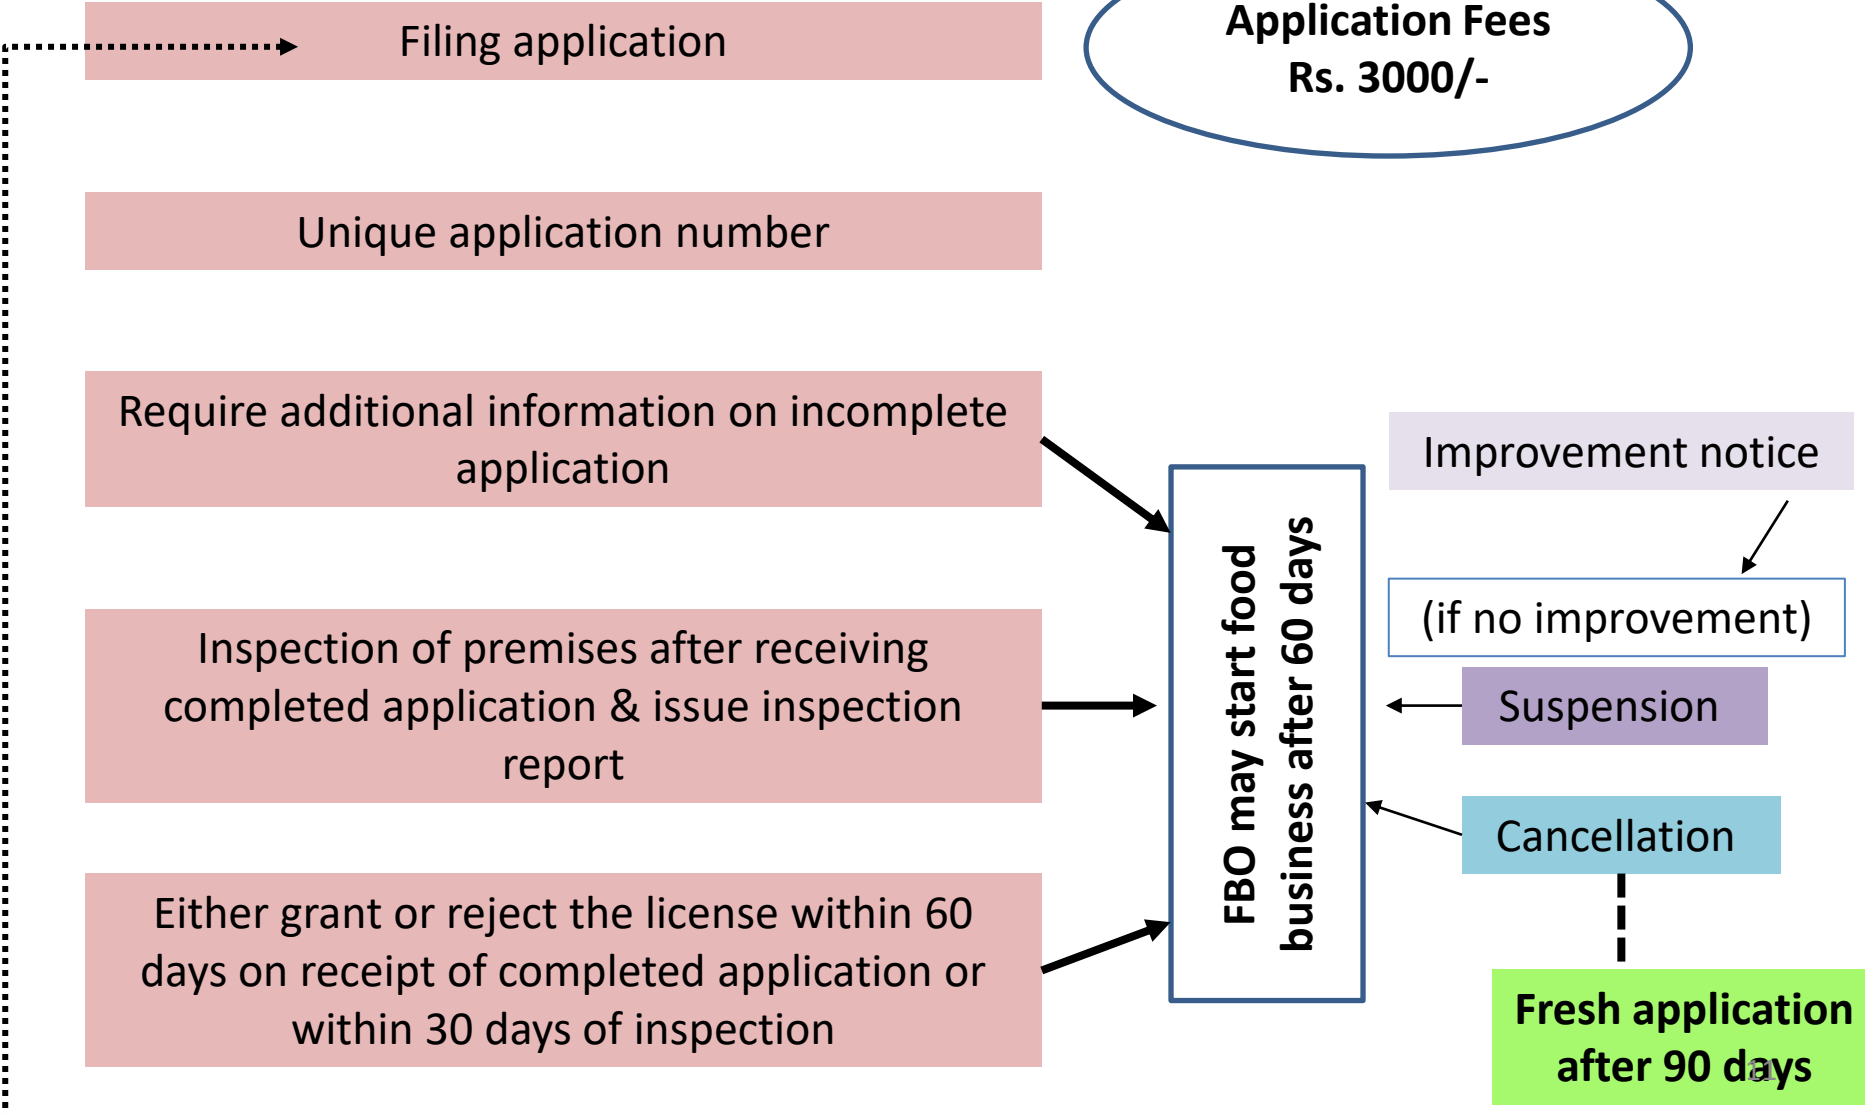 Filing application
Application Fees
Rs. 3000/-
Unique application number
Require additional information on incomplete
application
Improvement notice
FBO may start food
business after 60 days
(if no improvement)
Inspection of premises after receiving
completed application & issue inspection
report
Suspension
Cancellation
Either grant or reject the license within 60
days on receipt of completed application or
within 30 days of inspection
Fresh application
after 90 days
11